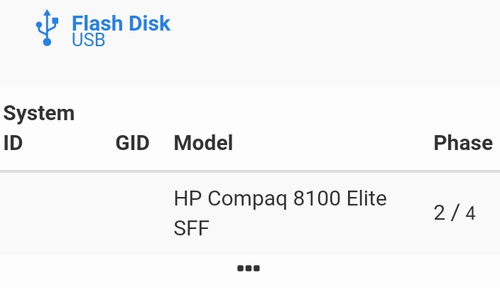 Flash Disk
USB
System
ID GID Model Phase
HP Compaq 8100 Elite
SFF
2 / 4
•••